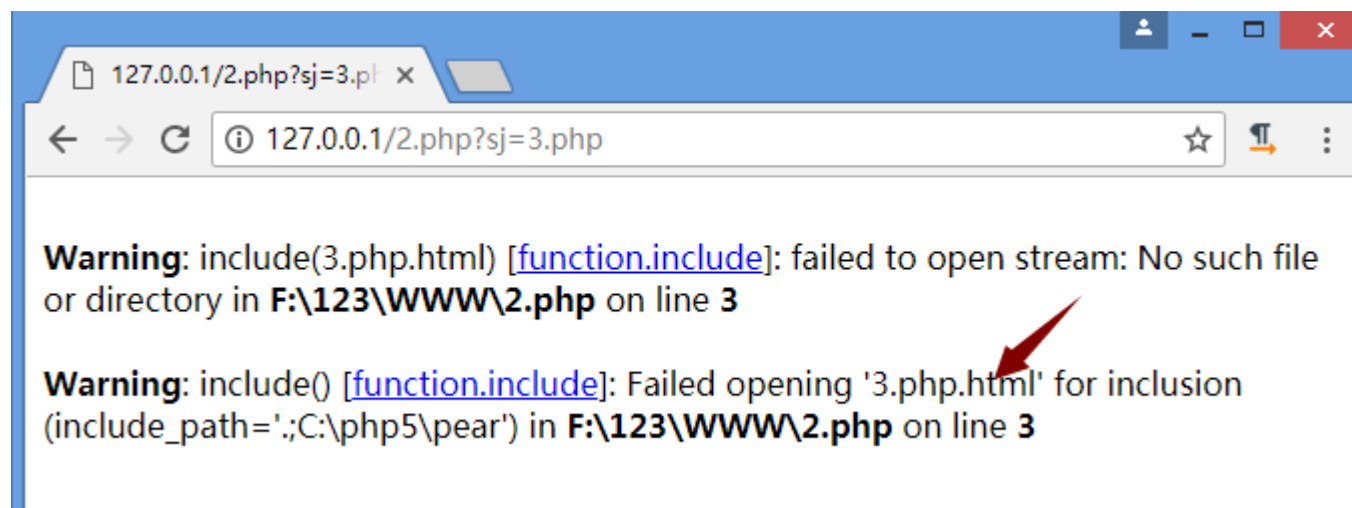 127.0.0.1/2.php?sj=3.ph
127.0.0.1/2.php?sj=3.php
Warning: include(3.php.html) [function.include]: failed to open stream: No such file
or directory in F:\123\WWW\2.php on line 3
Warning: include() [function.include]: Failed opening '3.php.html' for inclusion
(include_path='.;C:\php5\pear') in F:\123\WWW\2.php on line 3